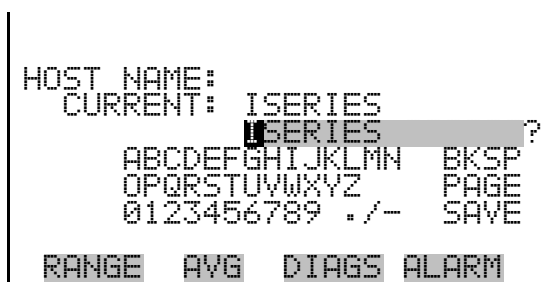 HOST NAME:
CURRENT: ISERIES
ISERIES ?
ABCDEFGHIJKLMN BKSP
OPQRSTUVWXYZ PAGE
0123456789 ./- SAVE
RANGE AVG DIAGS ALARM